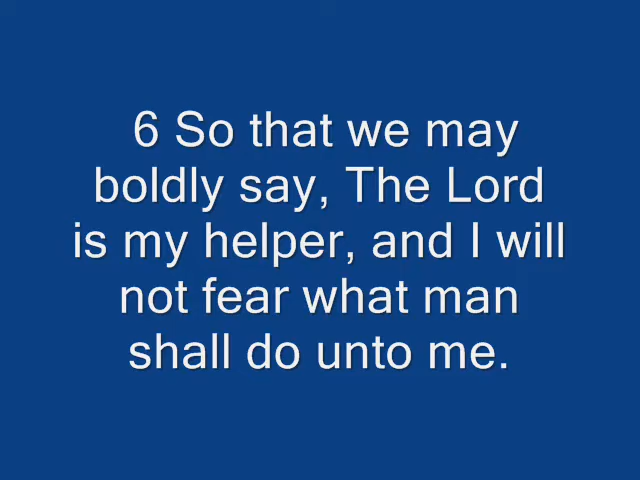 6 So that we may
boldly say, The Lord
is my helper, and I will
not fear what man
shall do unto me.